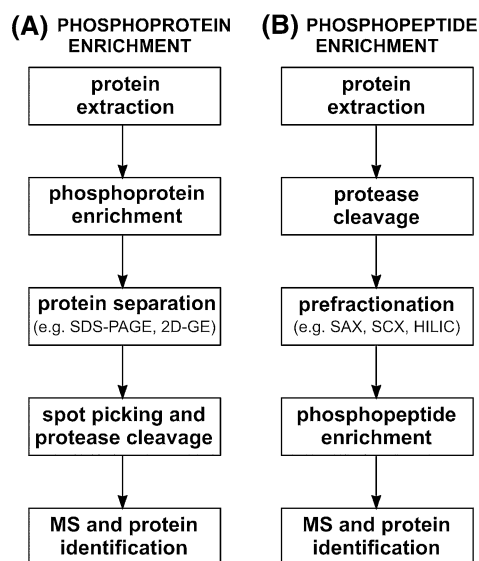 (A) PHOSPHOPROTEIN
ENRICHMENT
protein
extraction
phosphoprotein
enrichment
protein separation
(e.g. SDS-PAGE, 2D-GE)
spot picking and
protease cleavage
MS and protein
identification
(B) PHOSPHOPEPTIDE
ENRICHMENT
protein
extraction
protease
cleavage
prefractionation
(e.g. SAX, SCX, HILIC)
phosphopeptide
enrichment
MS and protein
identification